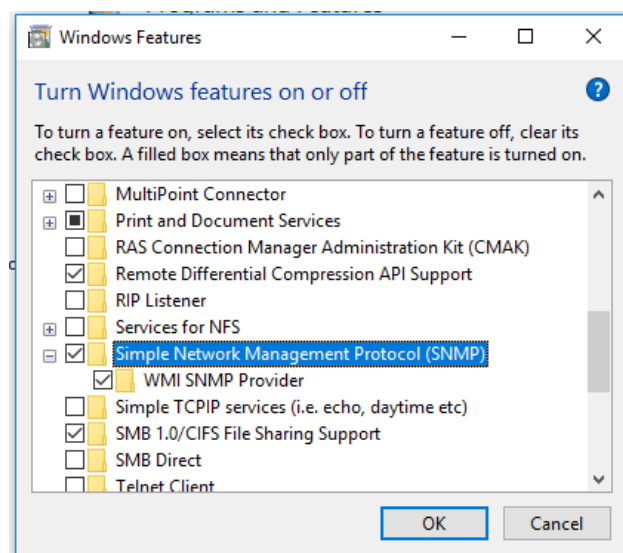 Programs and Features
Windows Features
Turn Windows features on or off
?
To turn a feature on, select its check box. To turn a feature off, clear its
check box. A filled box means that only part of the feature is turned on.
MultiPoint Connector
Print and Document Services
RAS Connection Manager Administration Kit (CMAK)
Remote Differential Compression API Support
RIP Listener
Services for NFS
Simple Network Management Protocol (SNMP)
WMI SNMP Provider
Simple TCPIP services (i.e. echo, daytime etc)
SMB 1.0/CIFS File Sharing Support
SMB Direct
Telnet Client
OK Cancel